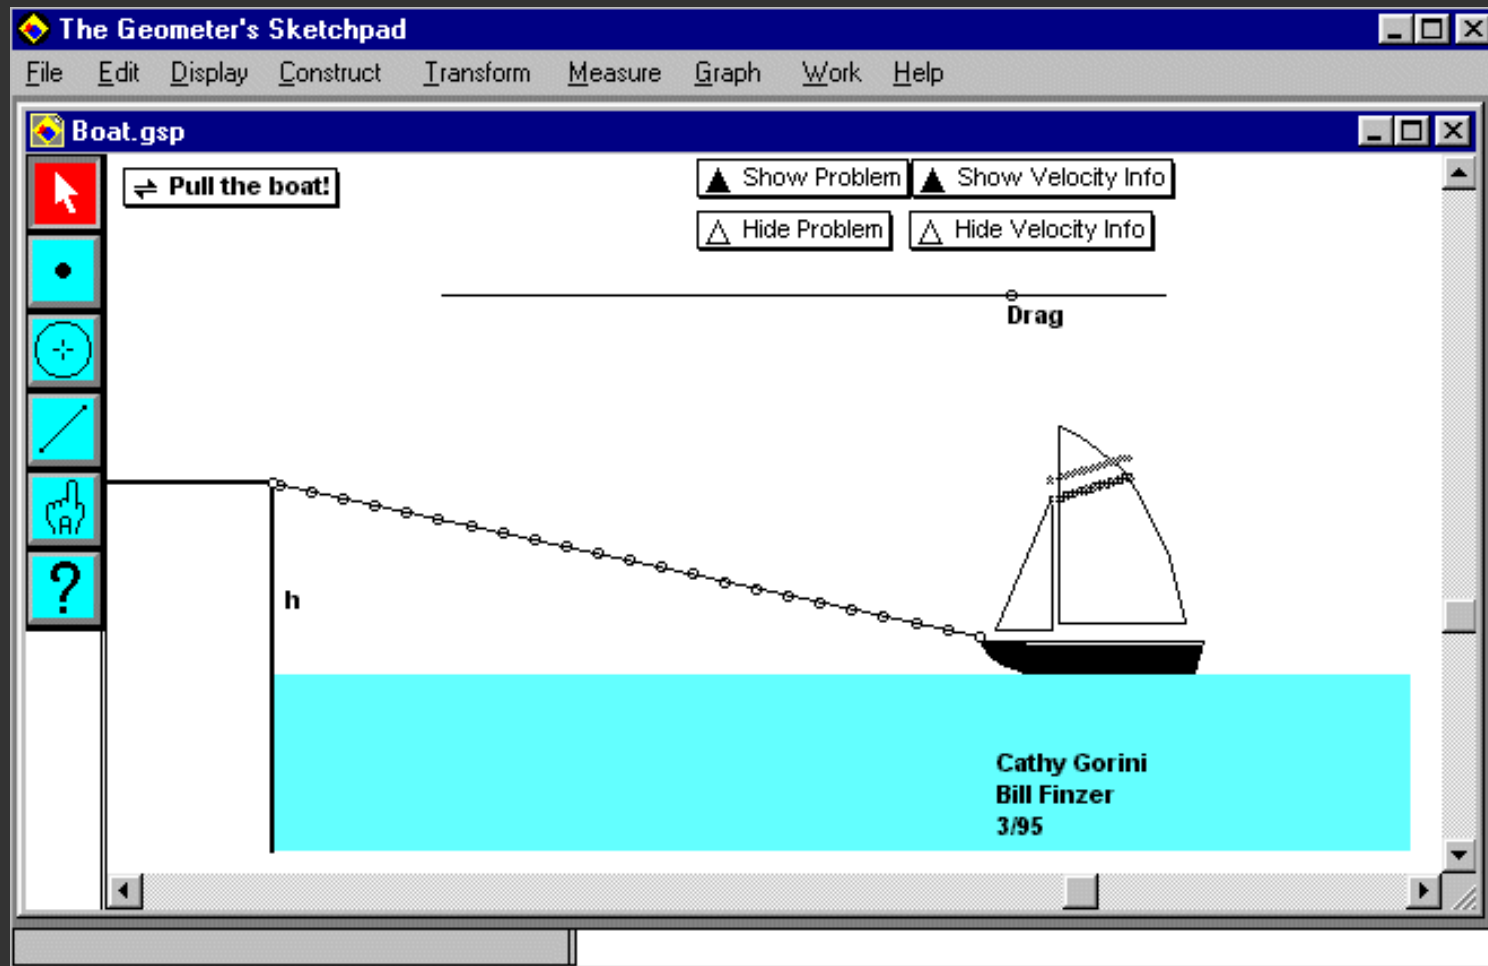 The Geometer's Sketchpad
File Edit Display Construct Transform Measure Graph Work Help
Boat.gsp
Pull the boat!
Show Problem Show Velocity Info
Hide Problem Hide Velocity Info
Drag
A
?
h
Cathy Gorini
Bill Finzer
3/95